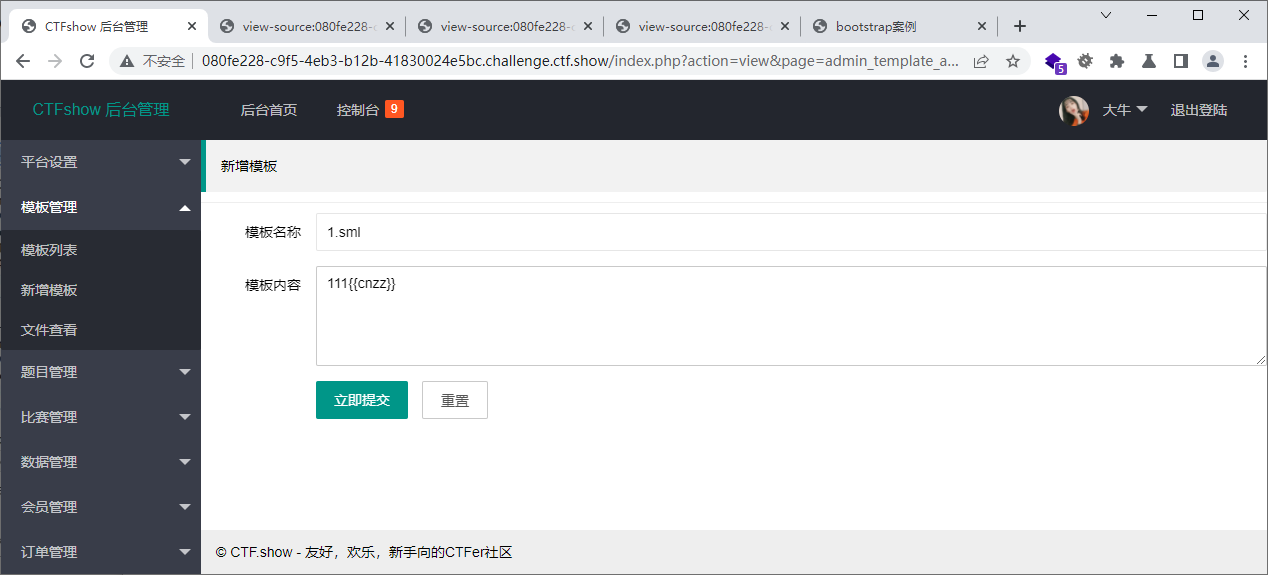 CTFshow 后台管理
view-source:080fe228-
view-source:080fe228-
view-source:080fe228-
bootstrap案例
不安全
080fe228-c9f5-4eb3-b12b-41830024e5bc.challenge.ctf.show/index.php?action=view&page=admin_template_a...
5
CTFshow 后台管理
后台首页
控制台 9
大牛
退出登陆
平台设置
模板管理
模板列表
新增模板
文件查看
题目管理
比赛管理
数据管理
会员管理
订单管理
新增模板
模板名称
1.sml
模板内容
111{{cnzz}}
立即提交
重置
© CTF.show - 友好，欢乐，新手向的CTFer社区